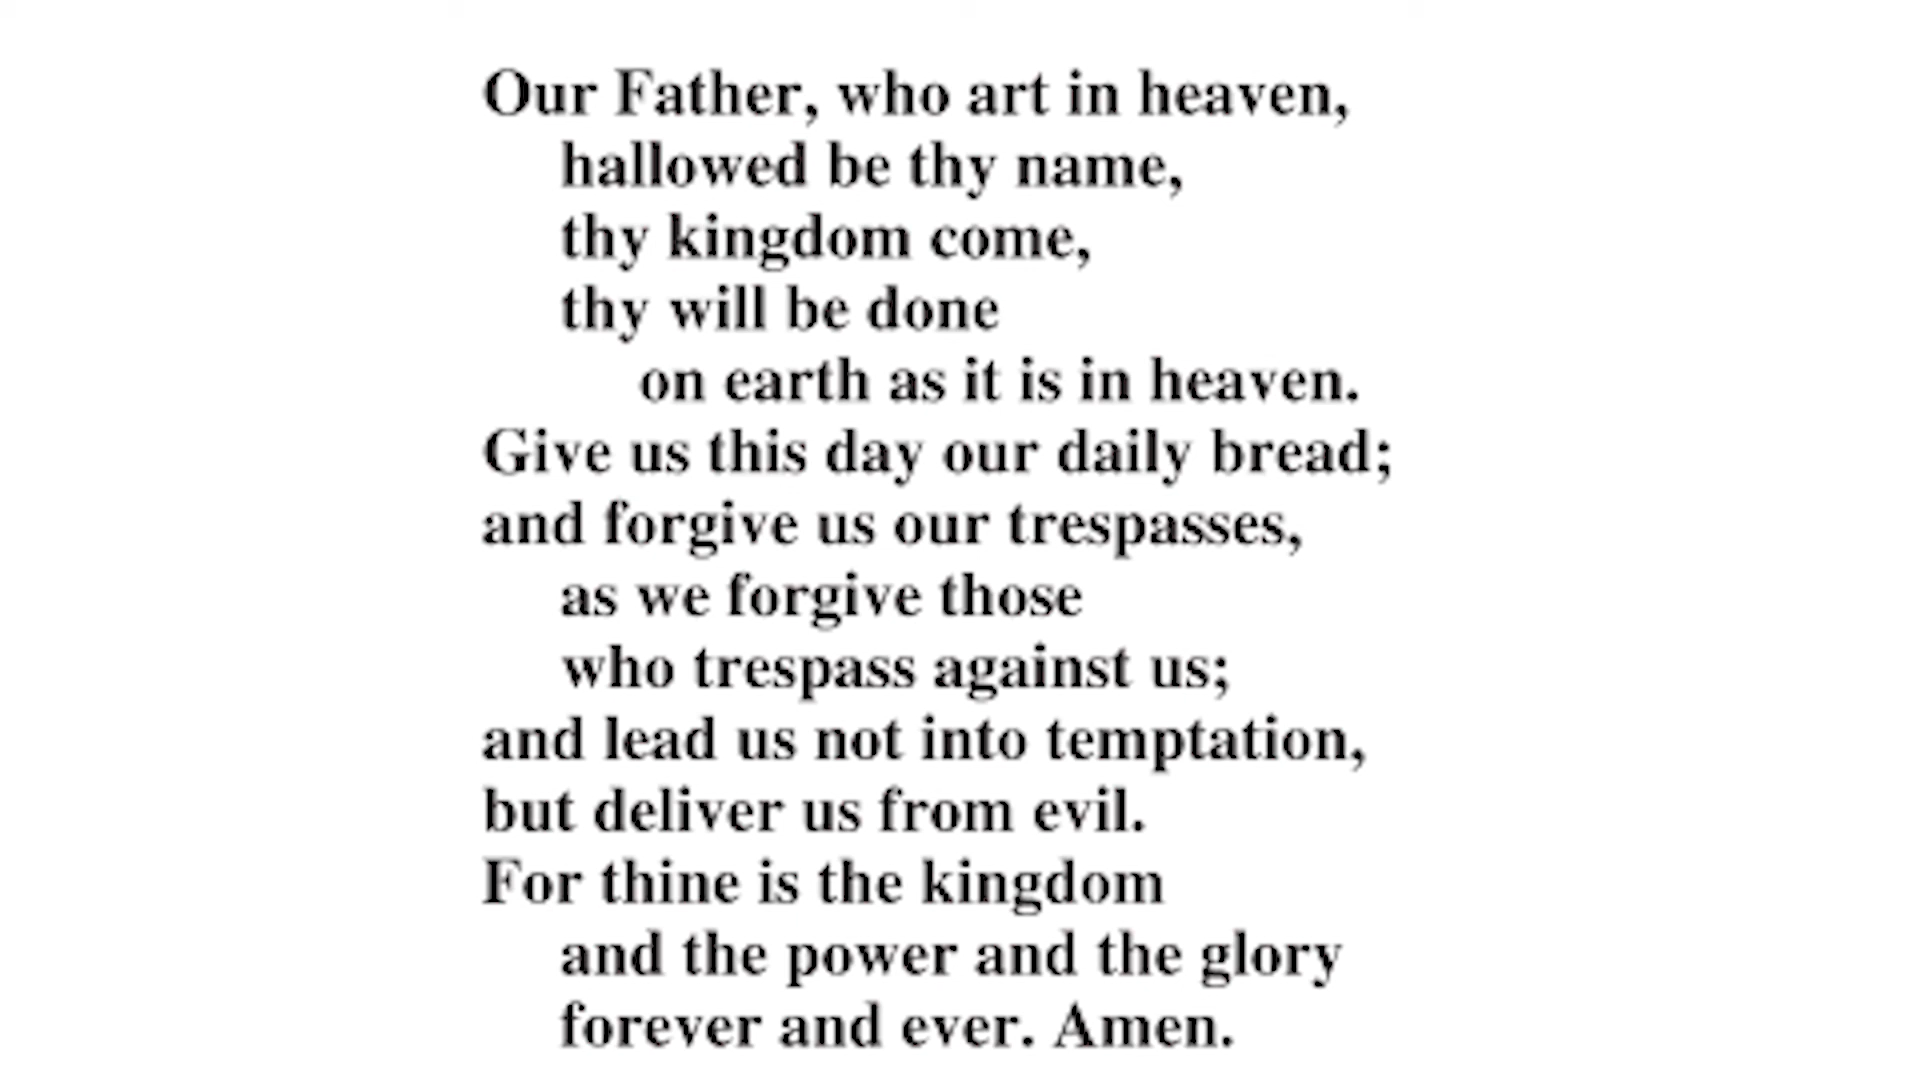 Our Father, who art in heaven,
hallowed be thy name,
thy kingdom come,
thy will be done
on earth as it is in heaven.
Give us this day our daily bread;
and forgive us our trespasses,
as we forgive those
who trespass against us;
and lead us not into temptation,
but deliver us from evil.
For thine is the kingdom
and the power and the glory
forever and ever. Amen.